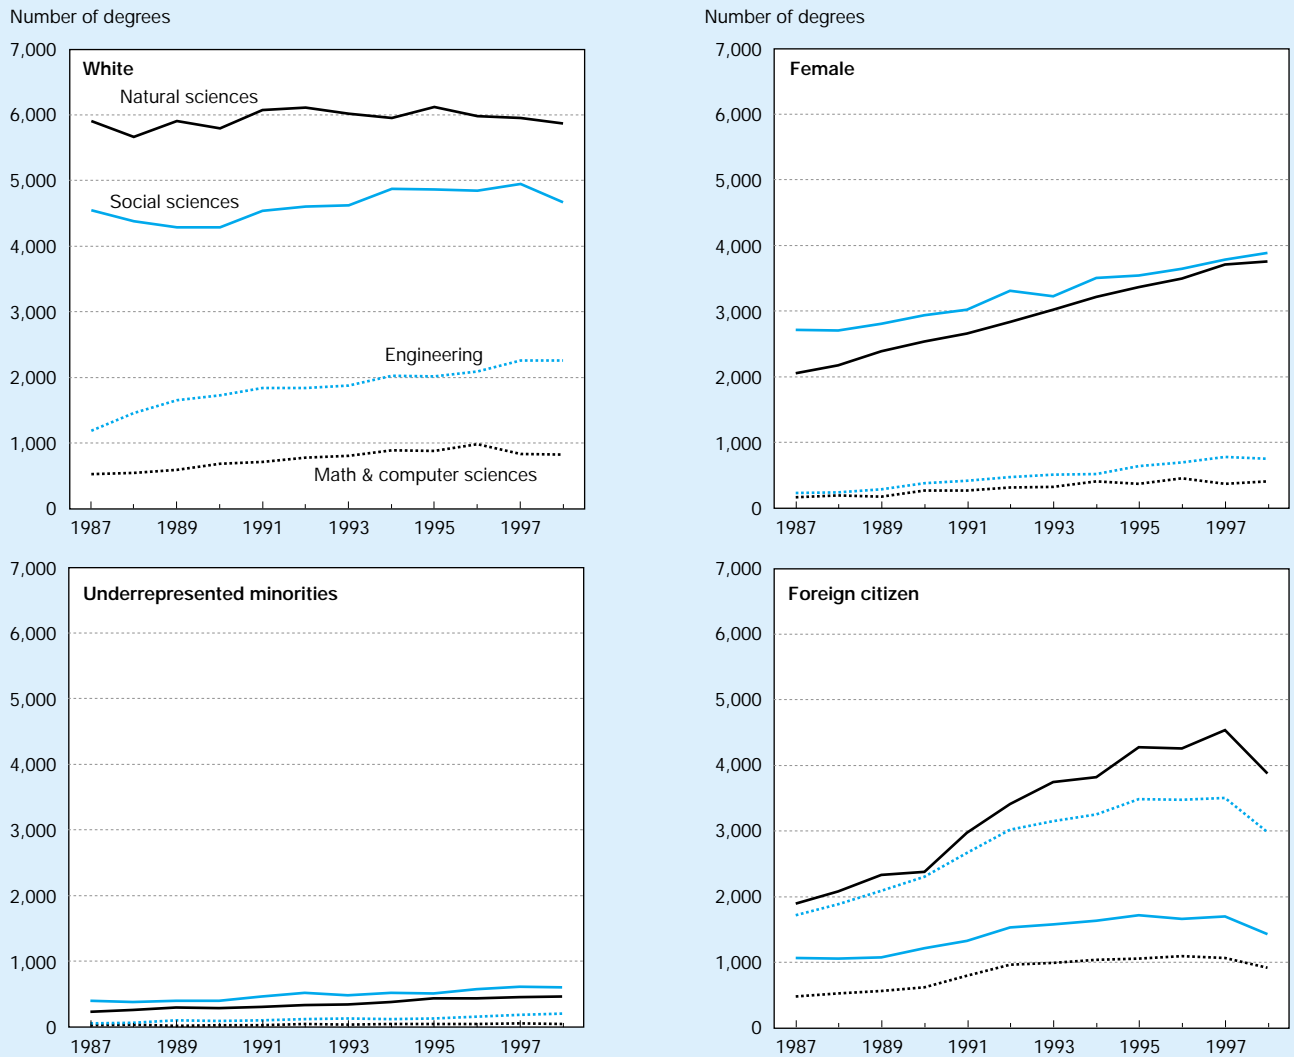 Number of degrees
7,000
White
Natural sciences
6,000
5,000
Social sciences
4,000
3,000
Engineering
2,000
1,000
Math & computer sciences
0
1987 1989 1991 1993 1995 1997
Number of degrees
7,000
Female
6,000
5,000
4,000
3,000
2,000
1,000
0
1987 1989 1991 1993 1995 1997
7,000
Underrepresented minorities
6,000
5,000
4,000
3,000
2,000
1,000
0
1987 1989 1991 1993 1995 1997
7,000
Foreign citizen
6,000
5,000
4,000
3,000
2,000
1,000
0
1987 1989 1991 1993 1995 1997